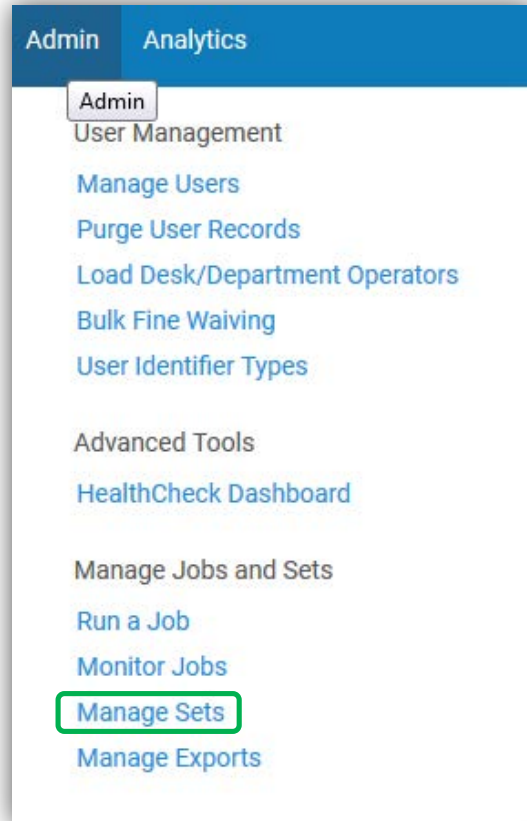 Admin Analytics
Admin
User Management
Manage Users
Purge User Records
Load Desk/Department Operators
Bulk Fine Waiving
User Identifier Types
Advanced Tools
HealthCheck Dashboard
Manage Jobs and Sets
Run a Job
Monitor Jobs
Manage Sets
Manage Exports